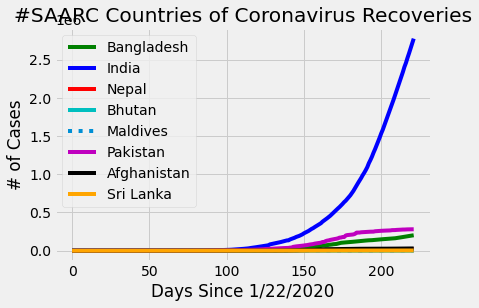 #SAARC Countries of Coronavirus Recoveries
1e6
Bangladesh
India
Nepal
Bhutan
Maldives
Pakistan
Afghanistan
Sri Lanka
# of Cases
2.5
2.0
1.5
1.0
0.5
0.0
0 50 100 150 200
Days Since 1/22/2020